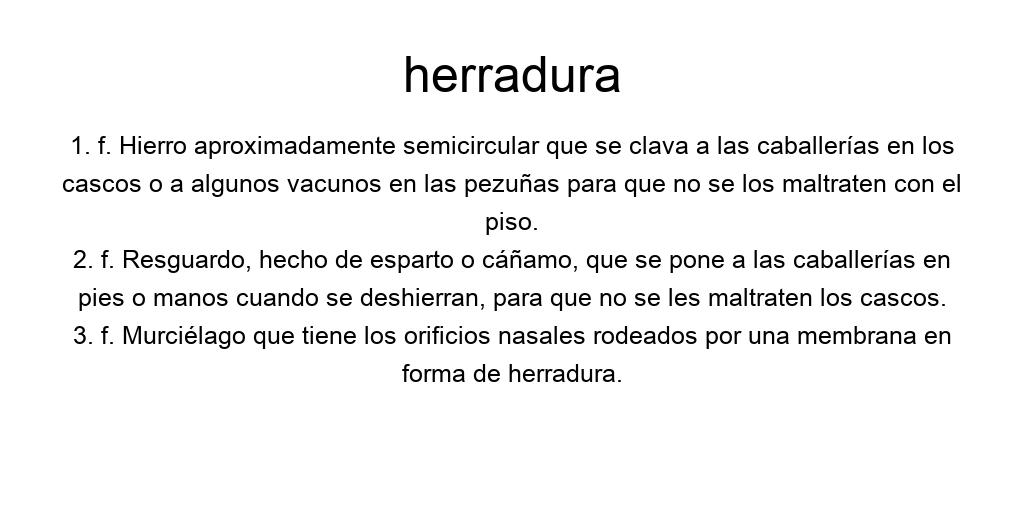 herradura
1. f. Hierro aproximadamente semicircular que se clava a las caballerías en los
cascos o a algunos vacunos en las pezuñas para que no se los maltraten con el
piso.
2. f. Resguardo, hecho de esparto o cáñamo, que se pone a las caballerías en
pies o manos cuando se deshierran, para que no se les maltraten los cascos.
3. f. Murciélago que tiene los orificios nasales rodeados por una membrana en
forma de herradura.